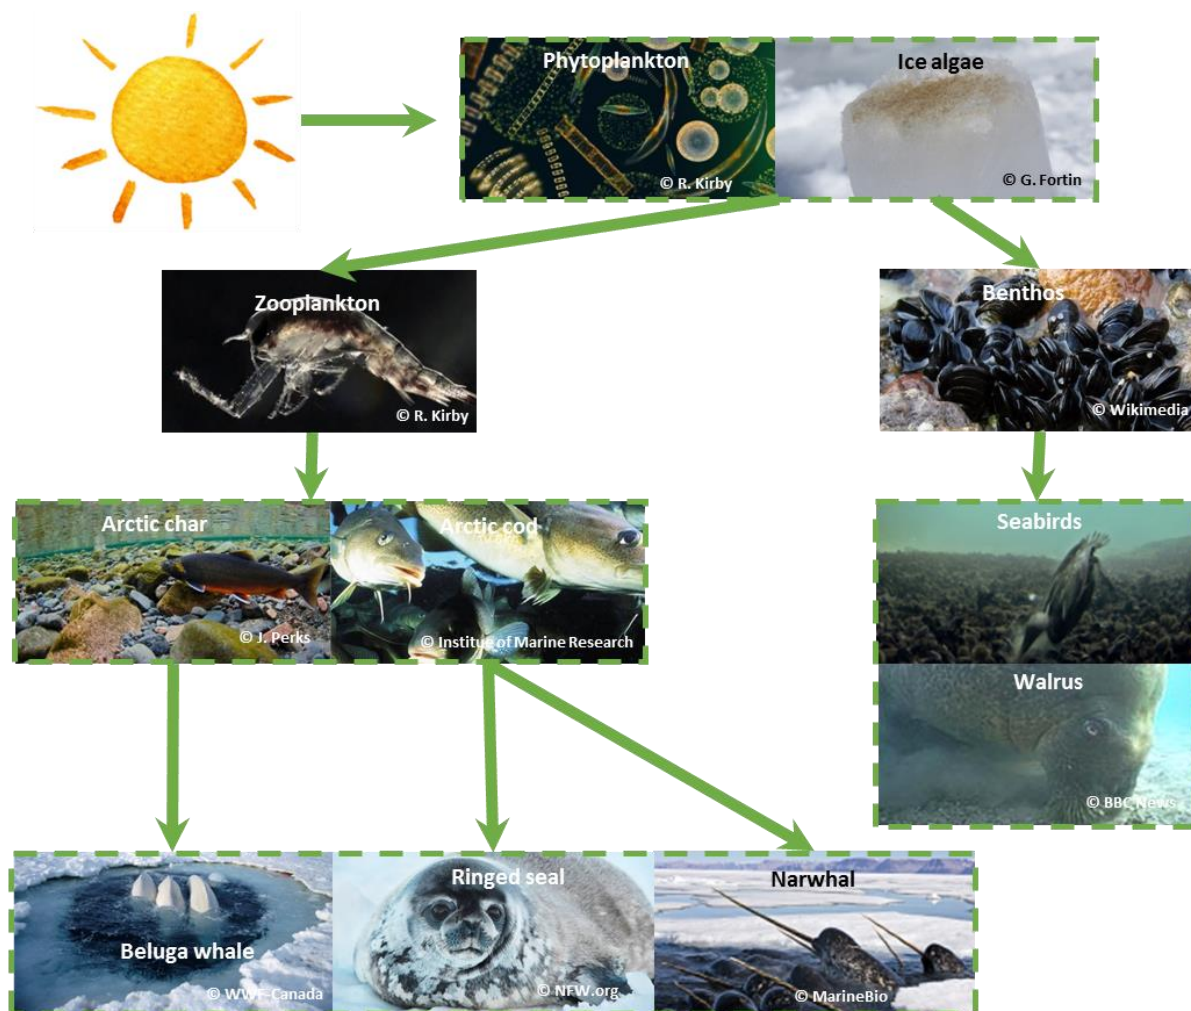 Phytoplankton
Ice algae
© R. Kirby
© G. Fortin
Zooplankton
© R. Kirby
Benthos
© Wikimedia
Arctic char
Arctic cod
© J. Perks
© Institue of Marine Research
Seabirds
Walrus
© BBC News
Beluga whale
© WWF-Canada
Ringed seal
© NFW.org
Narwhal
© MarineBio